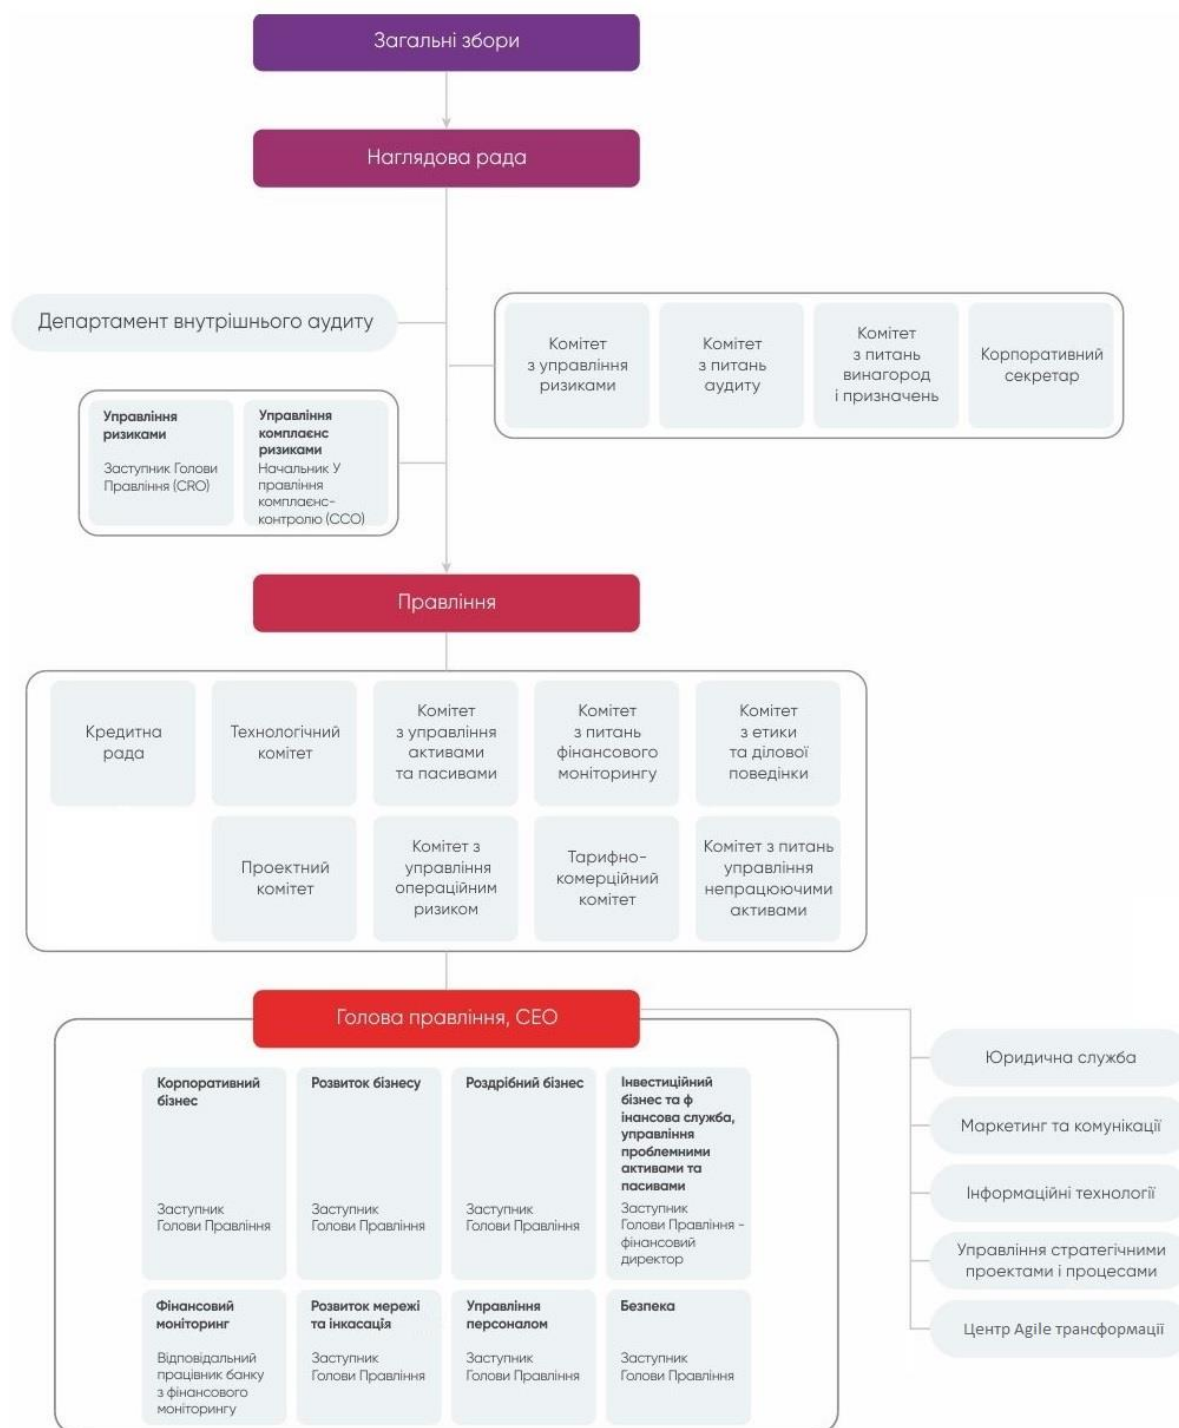 Загальні збори
Наглядова рада
Департамент внутрішнього аудиту
Комітет
з управління
ризиками
Комітет
з питань
аудиту
Комітет
з питань
винагород
і призначень
Корпоративний
секретар
Управління
ризиками
Заступник Голови
Правління (CRO)
Управління
комплаєнс
ризиками
Начальник У
правління
комплаєнс-
контролю (ССО)
Правління
Кредитна
рада
Технологічний
комітет
Комітет
з управління
активами
та пасивами
Комітет
з питань
фінансового
моніторингу
Комітет
з етики
та ділової
поведінки
Проектний
комітет
Комітет з
управління
операційним
ризиком
Тарифно-
комерційний
комітет
Комітет з питань
управління
непрацюючими
активами
Голова правління, CEO
Корпоративний
бізнес
Заступник
Голови Правління
Розвиток бізнесу
Заступник
Голови Правління
Роздрібний бізнес
Заступник
Голови Правління
Інвестиційний
бізнес та ф
інансова служба,
управління
проблемними
активами та
пасивами
Заступник
Голови Правління -
фінансовий
директор
Фінансовий
моніторинг
Відповідальний
працівник банку
з фінансового
моніторингу
Розвиток мережі
та інкасація
Заступник
Голови Правління
Управління
персоналом
Заступник
Голови Правління
Безпека
Заступник
Голови Правління
Юридична служба
Маркетинг та комунікації
Інформаційні технології
Управління стратегічними
проектами і процесами
Центр Agile трансформації